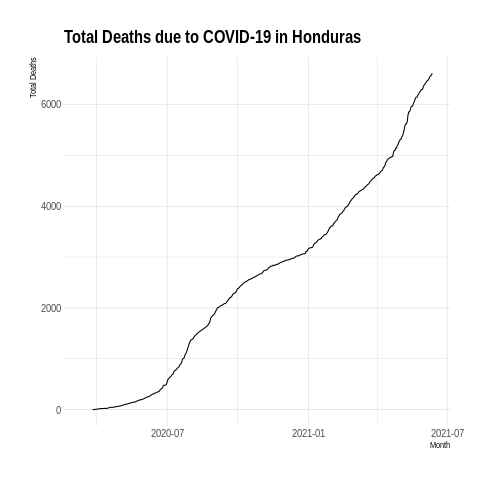 Total Deaths due to COVID-19 in Honduras
Total Deaths
6000
4000
2000
0
2020-07
2021-01
2021-07
Month